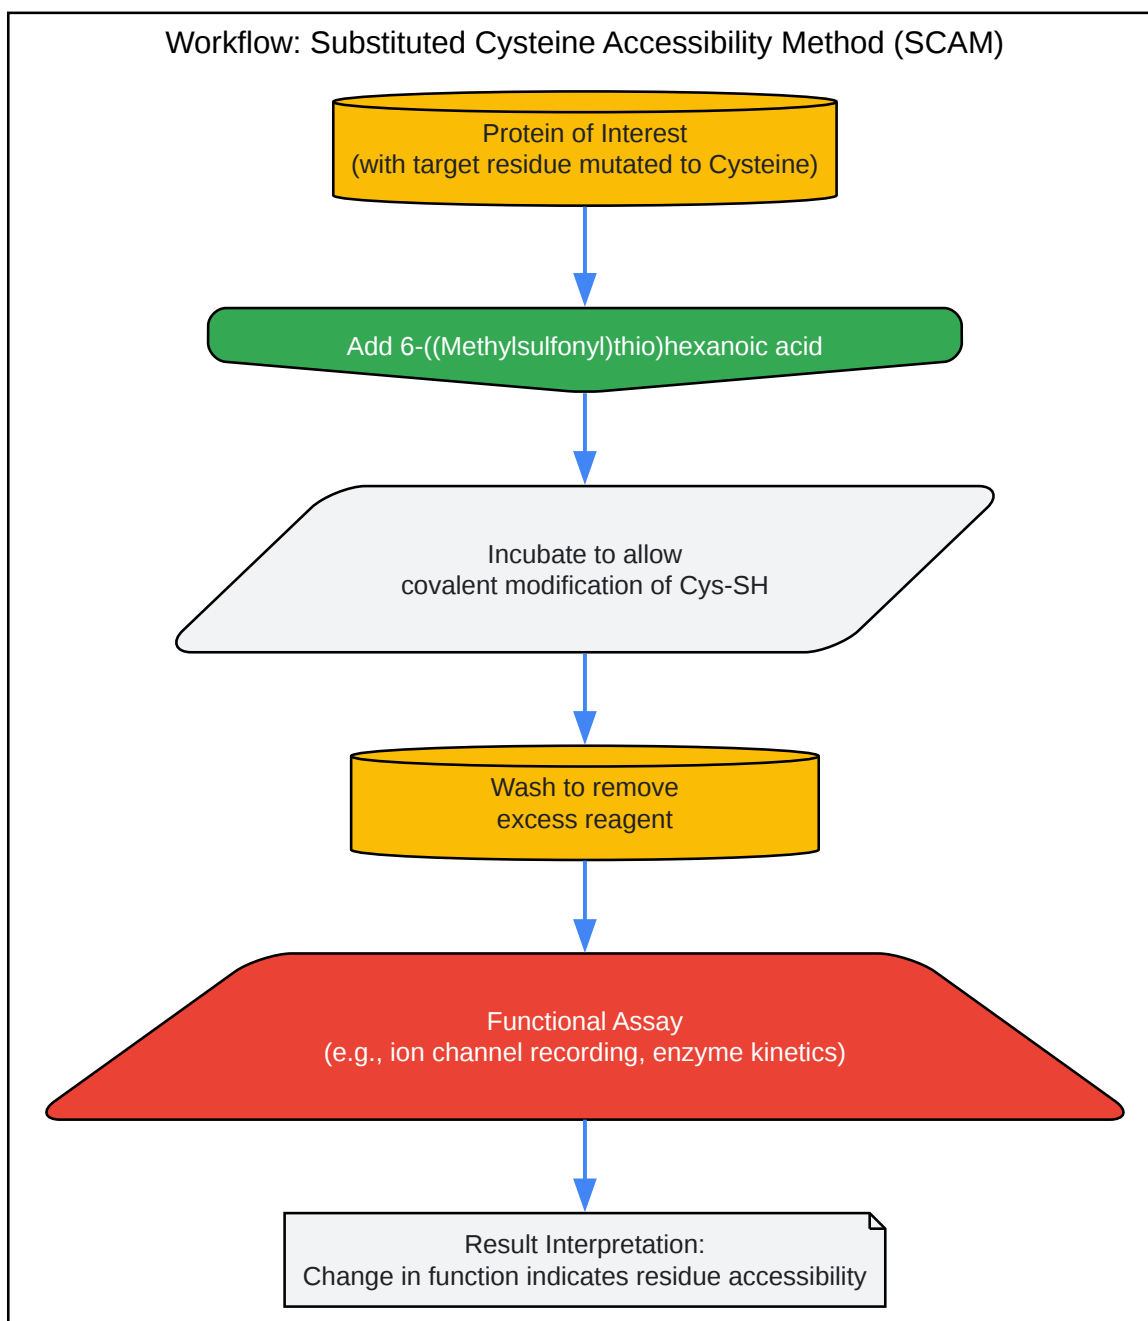 Workflow: Substituted Cysteine Accessibility Method (SCAM)
Protein of Interest
(with target residue mutated to Cysteine)
Add 6-((Methylsulfonyl)thio)hexanoic acid
Incubate to allow
covalent modification of Cys-SH
Wash to remove
excess reagent
Functional Assay
(e.g., ion channel recording, enzyme kinetics)
Result Interpretation:
Change in function indicates residue accessibility